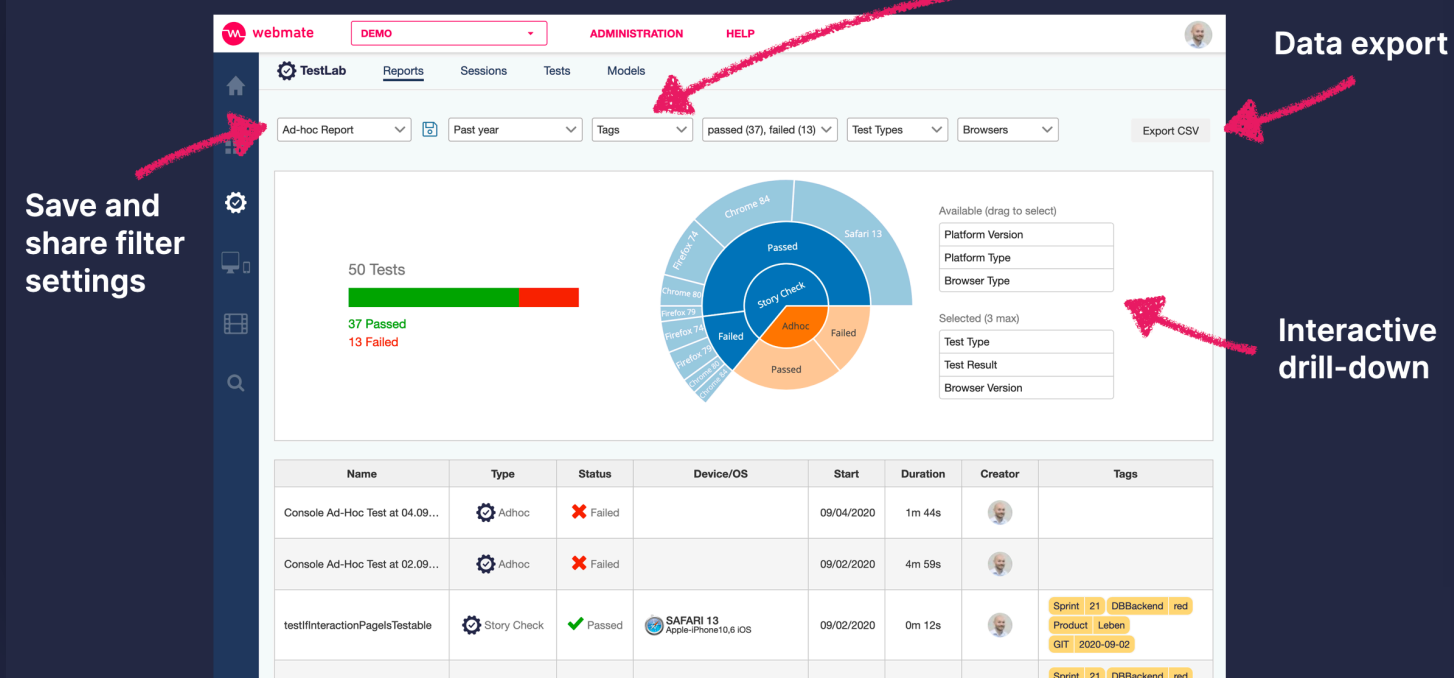 webmate
DEMO
ADMINISTRATION
HELP
Data export
TestLab
Reports
Sessions
Tests
Models
Ad-hoc Report
Past year
Tags
passed (37), failed (13)
Test Types
Browsers
Export CSV
Save and
share filter
settings
50 Tests
37 Passed
13 Failed
Chrome 84
Safari 13
Firefox 74
Passed
Chrome 80
Story Check
Firefox 79
Firefox 74
Failed
Adhoc
Failed
Firefox 79
Passed
Chrome 80
Chrome 84
Available (drag to select)
Platform Version
Platform Type
Browser Type
Selected (3 max)
Test Type
Test Result
Browser Version
Interactive
drill-down
Name Type Status Device/OS Start Duration Creator Tags
Console Ad-Hoc Test at 04.09... Adhoc Failed 09/04/2020 1m 44s
Console Ad-Hoc Test at 02.09... Adhoc Failed 09/02/2020 4m 59s
testIfInteractionPageIsTestable Story Check Passed SAFARI 13 09/02/2020 0m 12s
Apple-iPhone10,6 iOS
Sprint 21 DBBackend red
Product Leben
GIT 2020-09-02
Sprint 21 DBBackend red